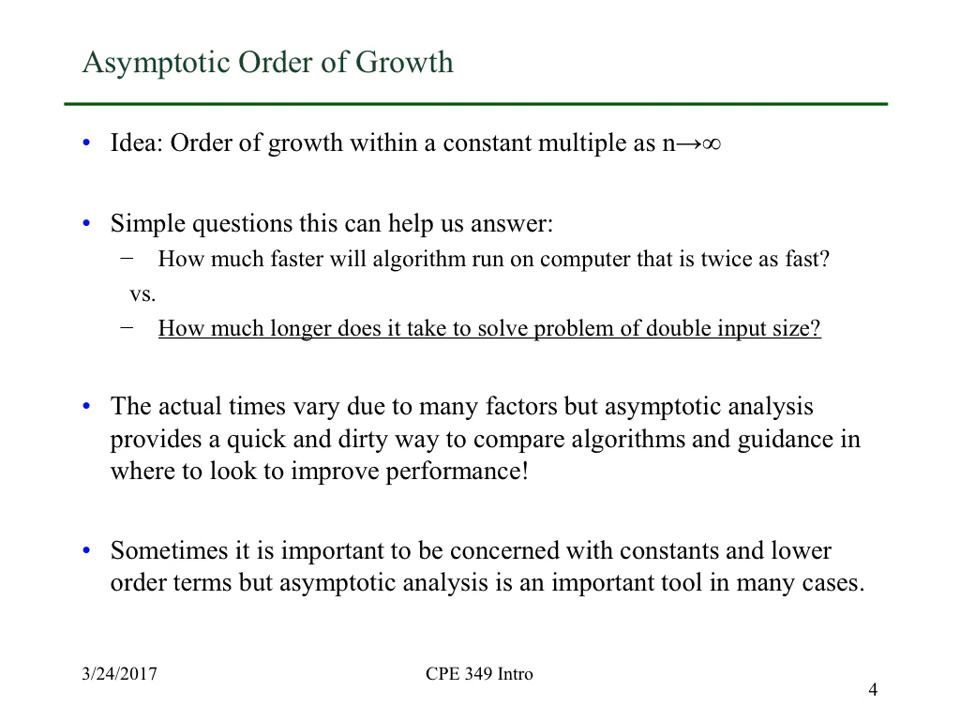 Asymptotic Order of Growth
• Idea: Order of growth within a constant multiple as n→∞
• Simple questions this can help us answer:
− How much faster will algorithm run on computer that is twice as fast?
vs.
− How much longer does it take to solve problem of double input size?
• The actual times vary due to many factors but asymptotic analysis
provides a quick and dirty way to compare algorithms and guidance in
where to look to improve performance!
• Sometimes it is important to be concerned with constants and lower
order terms but asymptotic analysis is an important tool in many cases.
3/24/2017
CPE 349 Intro
4